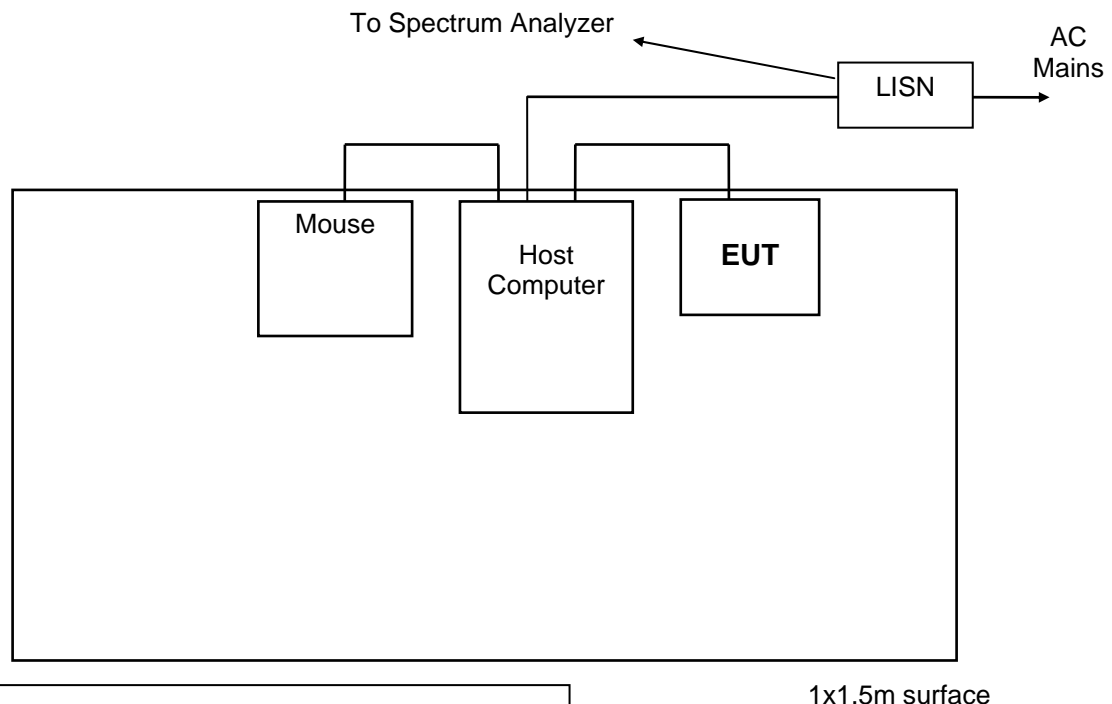 To Spectrum Analyzer
AC
Mains
LISN
Mouse
Host
Computer
EUT
1x1.5m surface